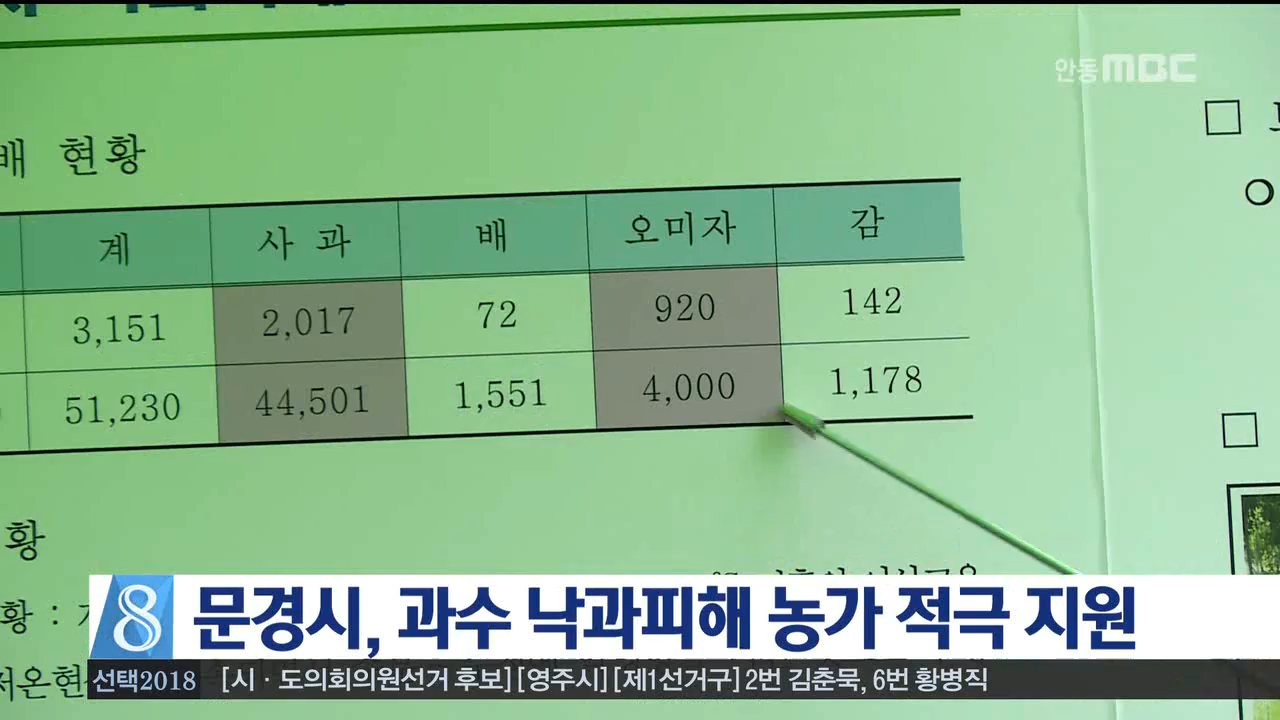 안동MBC
배 현황
계 사 과 배 오미자 감
3,151 2,017 72 920 142
51,230 44,501 1,551 4,000 1,178
황
황 :
8 문경시, 과수 낙과피해 농가 적극 지원
저온현
선택2018 [시·도의회의원선거 후보] [영주시] [제1선거구] 2번 김춘묵, 6번 황병직